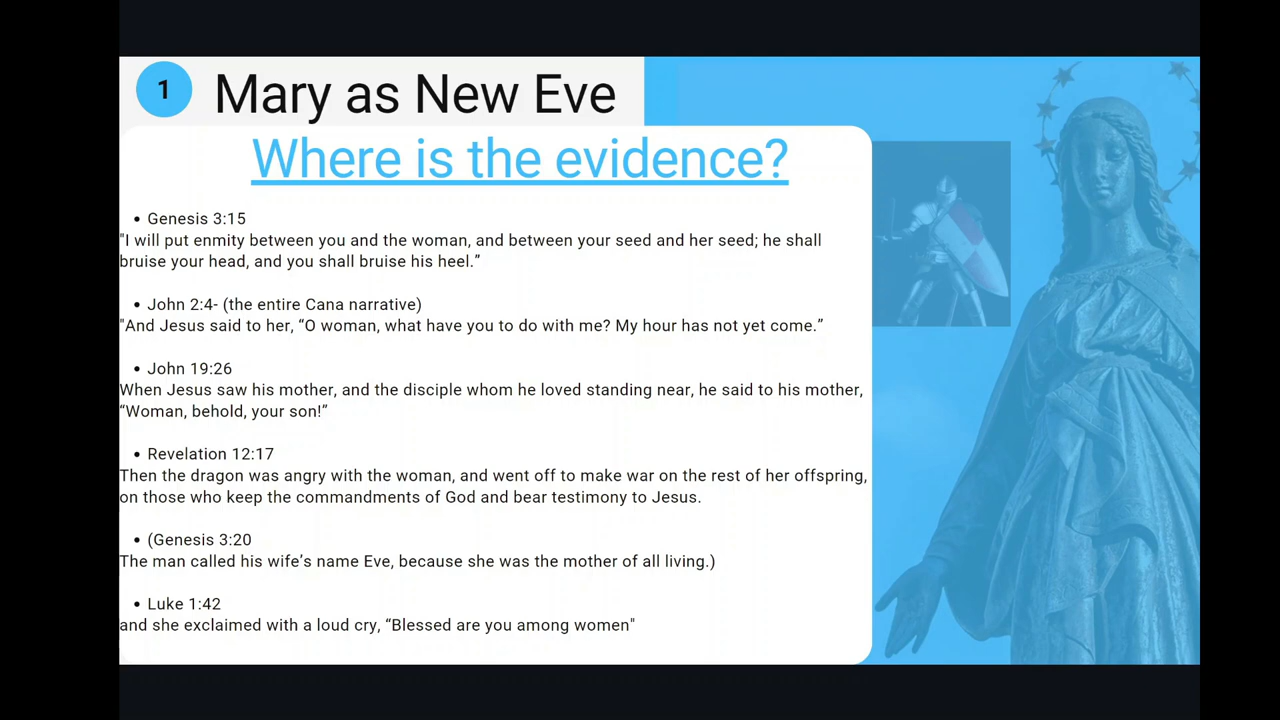 1
Mary as New Eve
Where is the evidence?
• Genesis 3:15
"I will put enmity between you and the woman, and between your seed and her seed; he shall
bruise your head, and you shall bruise his heel.”
• John 2:4- (the entire Cana narrative)
"And Jesus said to her, “O woman, what have you to do with me? My hour has not yet come.”
• John 19:26
When Jesus saw his mother, and the disciple whom he loved standing near, he said to his mother,
“Woman, behold, your son!”
• Revelation 12:17
Then the dragon was angry with the woman, and went off to make war on the rest of her offspring,
on those who keep the commandments of God and bear testimony to Jesus.
• (Genesis 3:20
The man called his wife’s name Eve, because she was the mother of all living.)
• Luke 1:42
and she exclaimed with a loud cry, “Blessed are you among women"